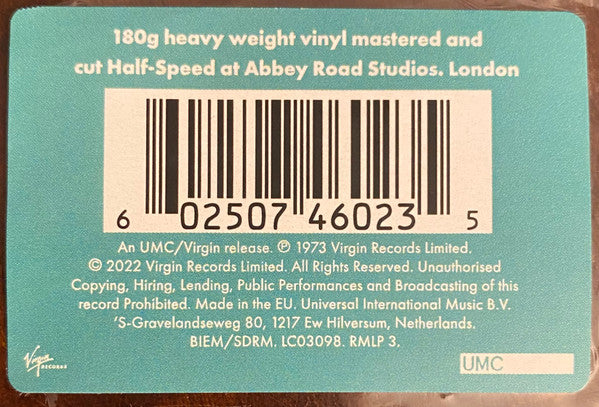 180g heavy weight vinyl mastered and
cut Half-Speed at Abbey Road Studios. London
6 02507 46023 5
An UMC/Virgin release. ℗ 1973 Virgin Records Limited.
© 2022 Virgin Records Limited. All Rights Reserved. Unauthorised
Copying, Hiring, Lending, Public Performances and Broadcasting of this
record Prohibited. Made in the EU. Universal International Music B.V.
'S-Gravelandseweg 80, 1217 Ew Hilversum, Netherlands.
BIEM/SDRM. LC03098. RMLP 3.
Virgin
RECORDS
UMC